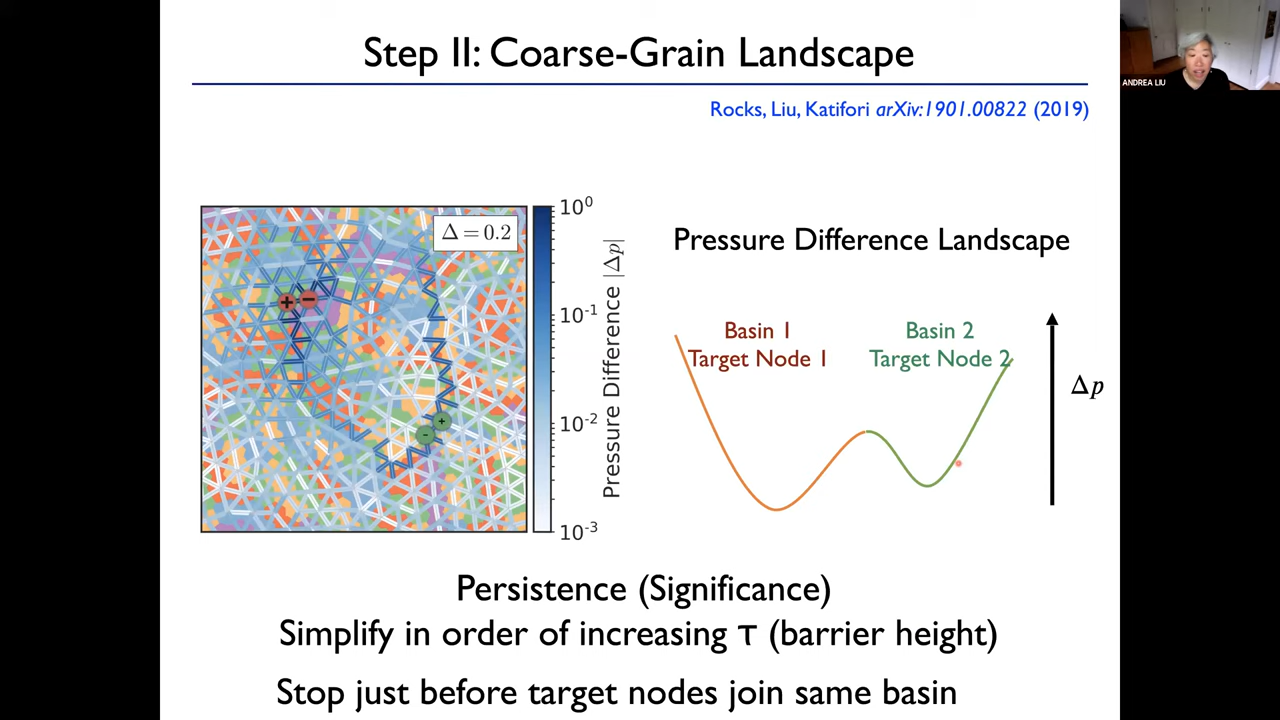 Step II: Coarse-Grain Landscape
ANDREA LIU
Rocks, Liu, Katifori arXiv:1901.00822 (2019)
Δ = 0.2
+ −
- +
10⁰
10⁻¹
10⁻²
10⁻³
Pressure Difference |Δp|
Pressure Difference Landscape
Basin 1
Target Node 1
Basin 2
Target Node 2
Δp
Persistence (Significance)
Simplify in order of increasing τ (barrier height)
Stop just before target nodes join same basin